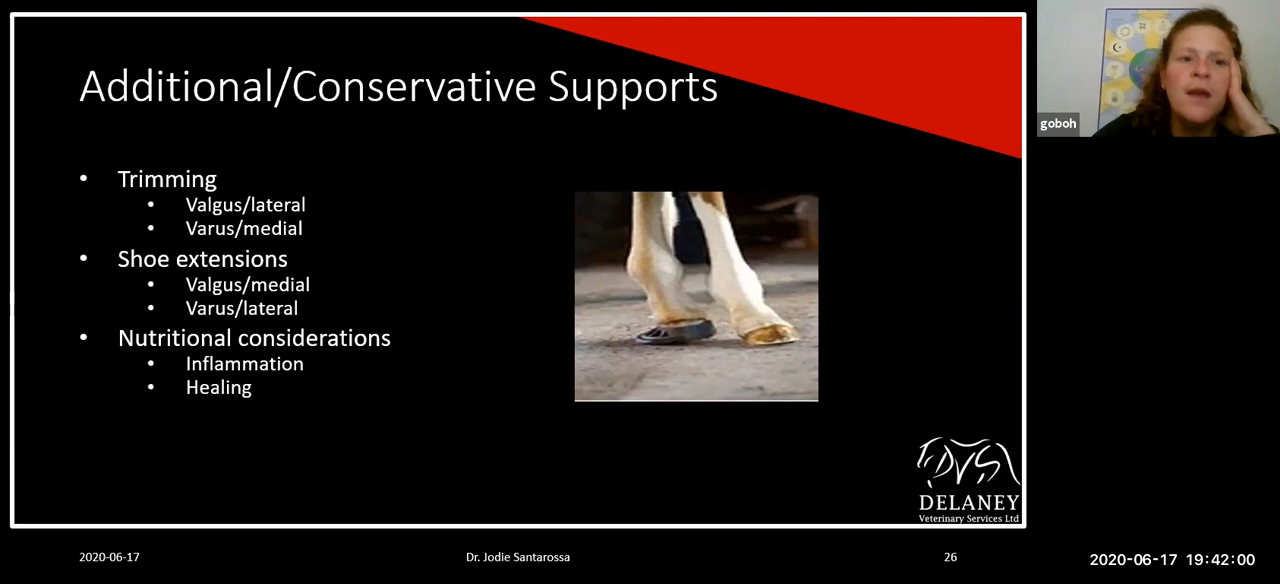 Additional/Conservative Supports
• Trimming
• Valgus/lateral
• Varus/medial
• Shoe extensions
• Valgus/medial
• Varus/lateral
• Nutritional considerations
• Inflammation
• Healing
DVS
DELANEY
Veterinary Services Ltd
2020-06-17
Dr. Jodie Santarossa
26
goboh
2020-06-17 19:42:00